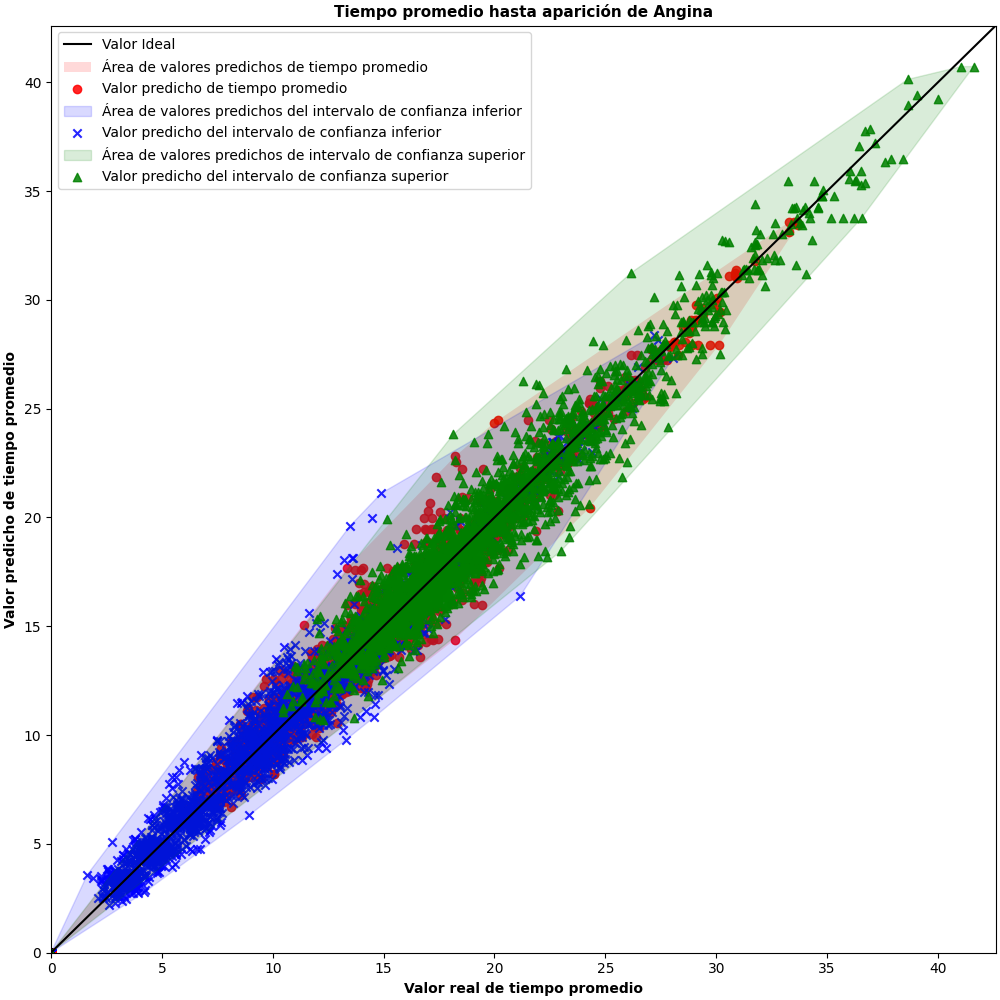 Tiempo promedio hasta aparición de Angina
Valor Ideal
Área de valores predichos de tiempo promedio
Valor predicho de tiempo promedio
Área de valores predichos del intervalo de confianza inferior
Valor predicho del intervalo de confianza inferior
Área de valores predichos de intervalo de confianza superior
Valor predicho del intervalo de confianza superior
Valor predicho de tiempo promedio
40
35
30
25
20
15
10
5
0
0 5 10 15 20 25 30 35 40
Valor real de tiempo promedio